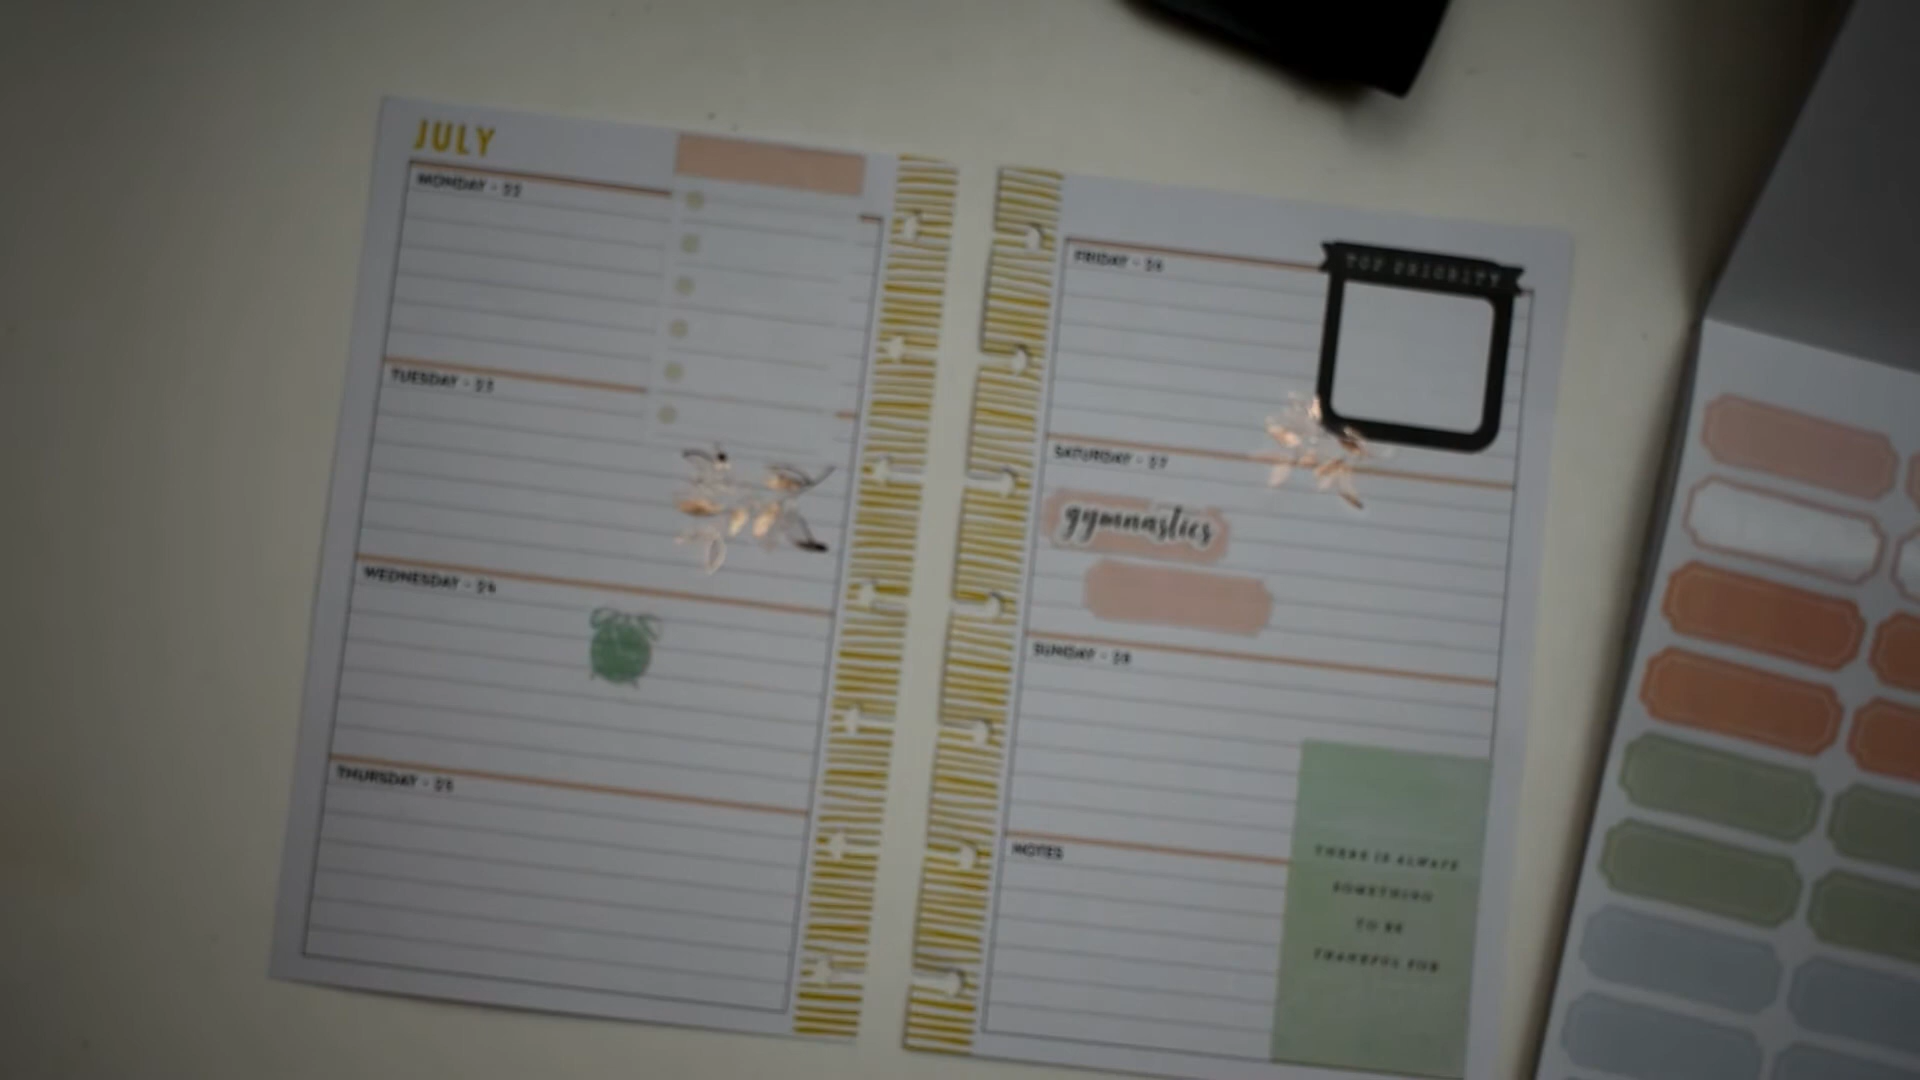 JULY
MONDAY - 22
TUESDAY - 23
WEDNESDAY - 24
THURSDAY - 25
FRIDAY - 26
TOP PRIORITY
SATURDAY - 27
gymnastics
SUNDAY - 28
NOTES
THERE IS ALWAYS
SOMETHING
TO BE
THANKFUL FOR